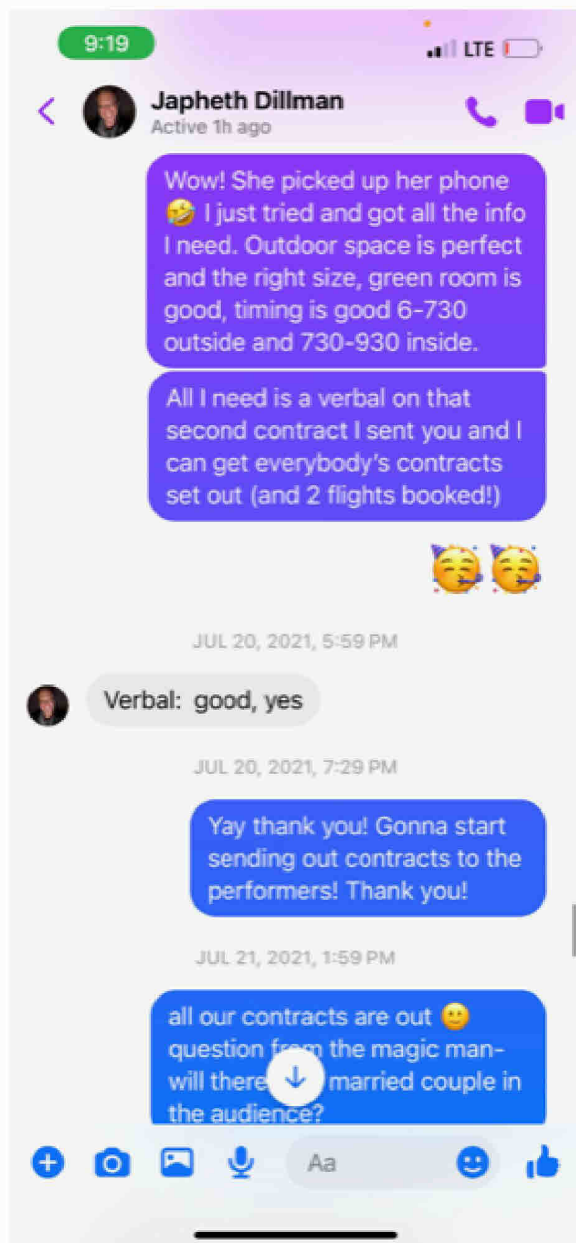 9:19
LTE
Japheth Dillman
Active 1h ago
Wow! She picked up her phone
🤣 I just tried and got all the info
I need. Outdoor space is perfect
and the right size, green room is
good, timing is good 6-730
outside and 730-930 inside.
All I need is a verbal on that
second contract I sent you and I
can get everybody's contracts
set out (and 2 flights booked!)
🥳🥳
JUL 20, 2021, 5:59 PM
Verbal: good, yes
JUL 20, 2021, 7:29 PM
Yay thank you! Gonna start
sending out contracts to the
performers! Thank you!
JUL 21, 2021, 1:59 PM
all our contracts are out 🙂
question from the magic man-
will there married couple in
the audience?
Aa